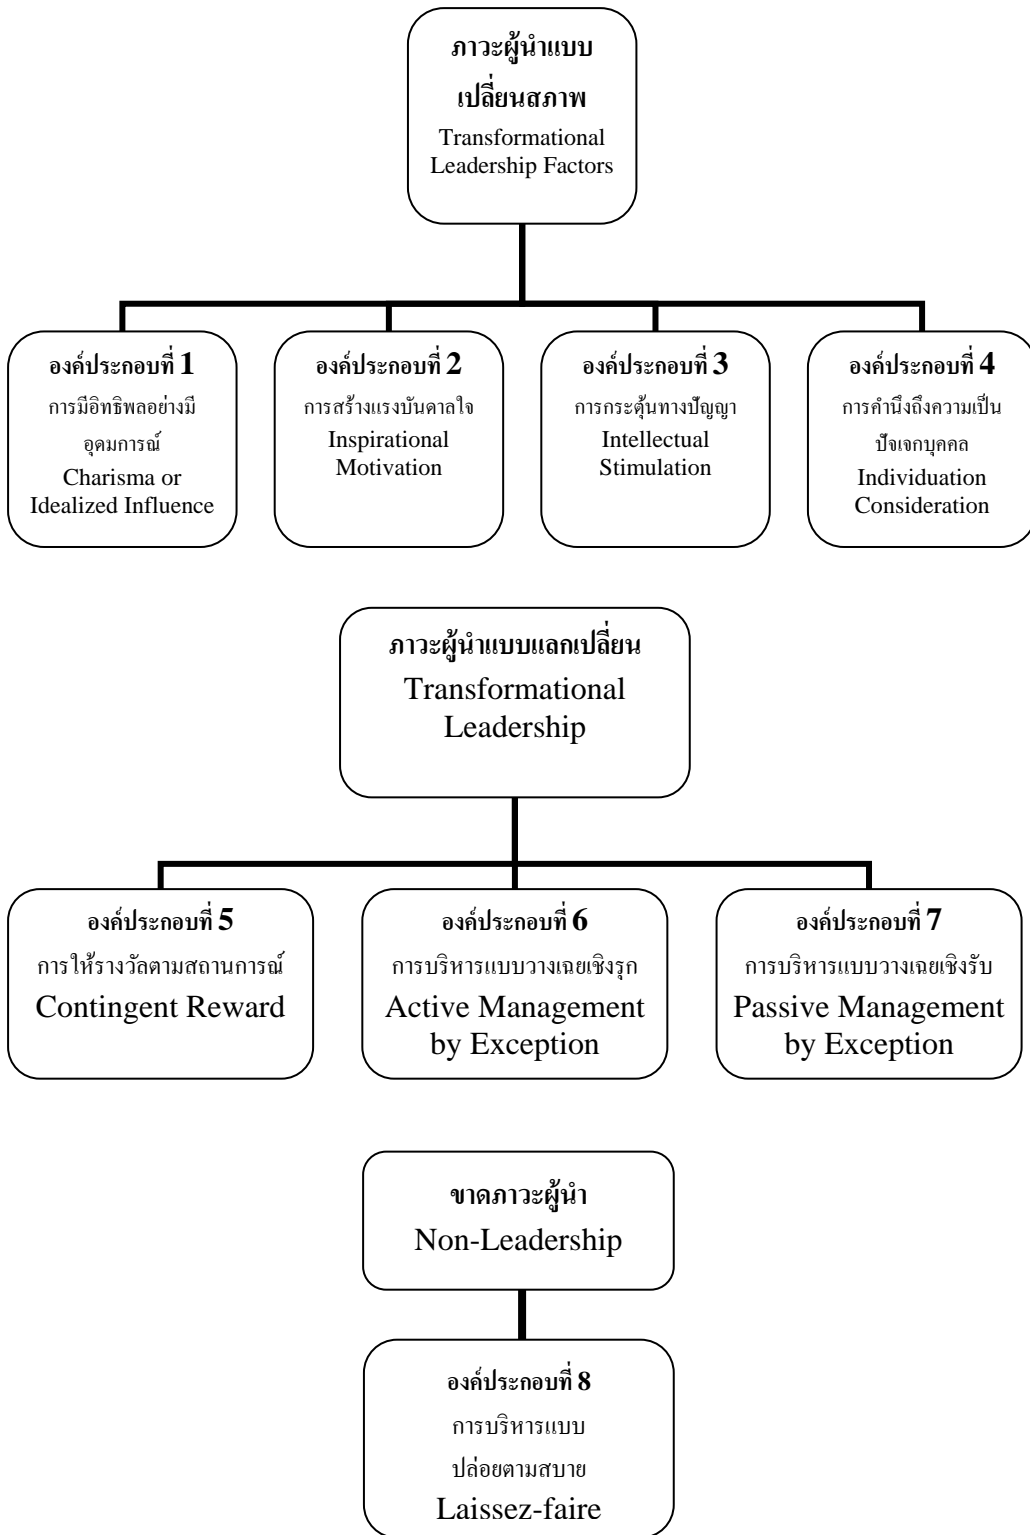 ภาวะผู้นำแบบ
เปลี่ยนสภาพ
Transformational
Leadership Factors
องค์ประกอบที่ 1
การมีอิทธิพลอย่างมี
อุดมการณ์
Charisma or
Idealized Influence
องค์ประกอบที่ 2
การสร้างแรงบันดาลใจ
Inspirational
Motivation
องค์ประกอบที่ 3
การกระตุ้นทางปัญญา
Intellectual
Stimulation
องค์ประกอบที่ 4
การคำนึงถึงความเป็น
ปัจเจกบุคคล
Individuation
Consideration
ภาวะผู้นำแบบแลกเปลี่ยน
Transformational
Leadership
องค์ประกอบที่ 5
การให้รางวัลตามสถานการณ์
Contingent Reward
องค์ประกอบที่ 6
การบริหารแบบวางเฉยเชิงรุก
Active Management
by Exception
องค์ประกอบที่ 7
การบริหารแบบวางเฉยเชิงรับ
Passive Management
by Exception
ขาดภาวะผู้นำ
Non-Leadership
องค์ประกอบที่ 8
การบริหารแบบ
ปล่อยตามสบาย
Laissez-faire